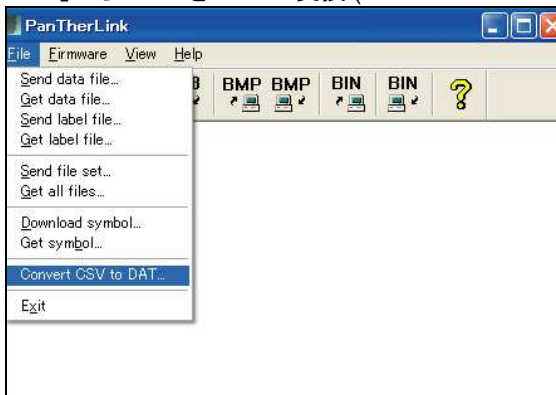 PanTherLink
File Firmware View Help
Send data file...
Get data file...
Send label file...
Get label file...
Send file set...
Get all files...
Download symbol...
Get symbol...
Convert CSV to DAT...
Exit
B BMP BMP BIN BIN ?